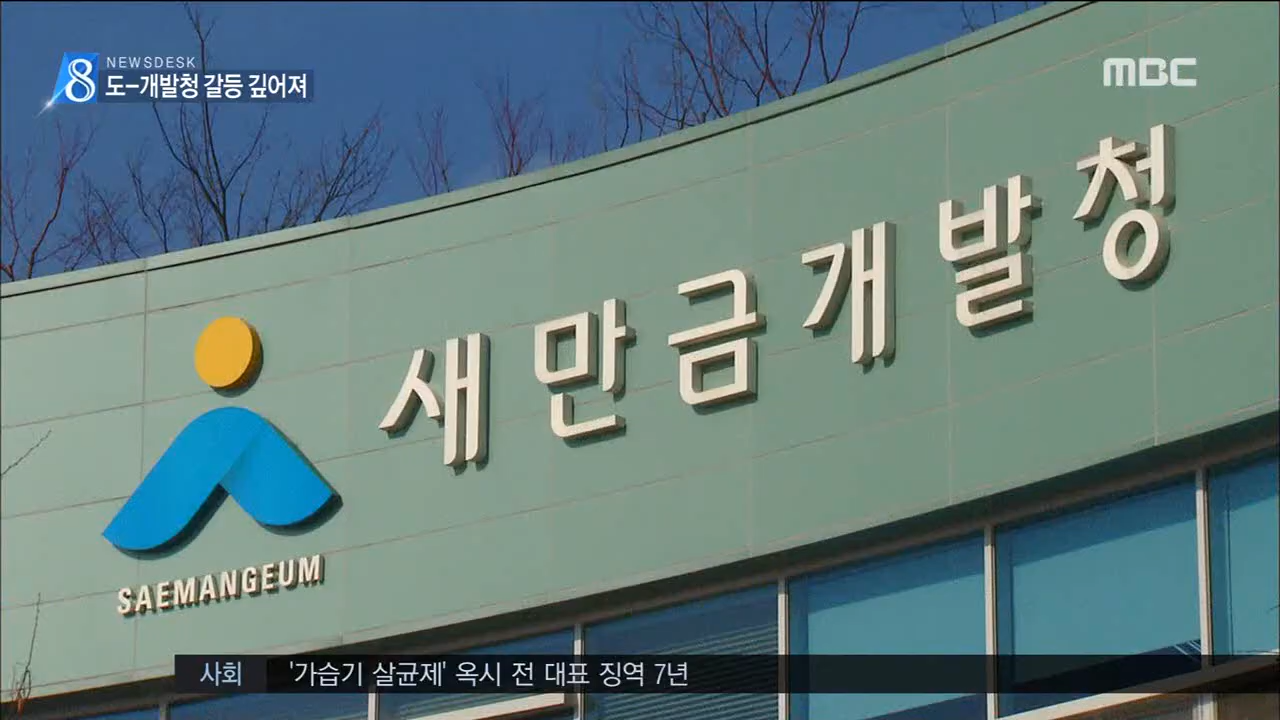 NEWSDESK
8 도-개발청 갈등 깊어져
MBC
새만금개발청
SAEMANGEUM
사회 '가습기 살균제' 옥시 전 대표 징역 7년